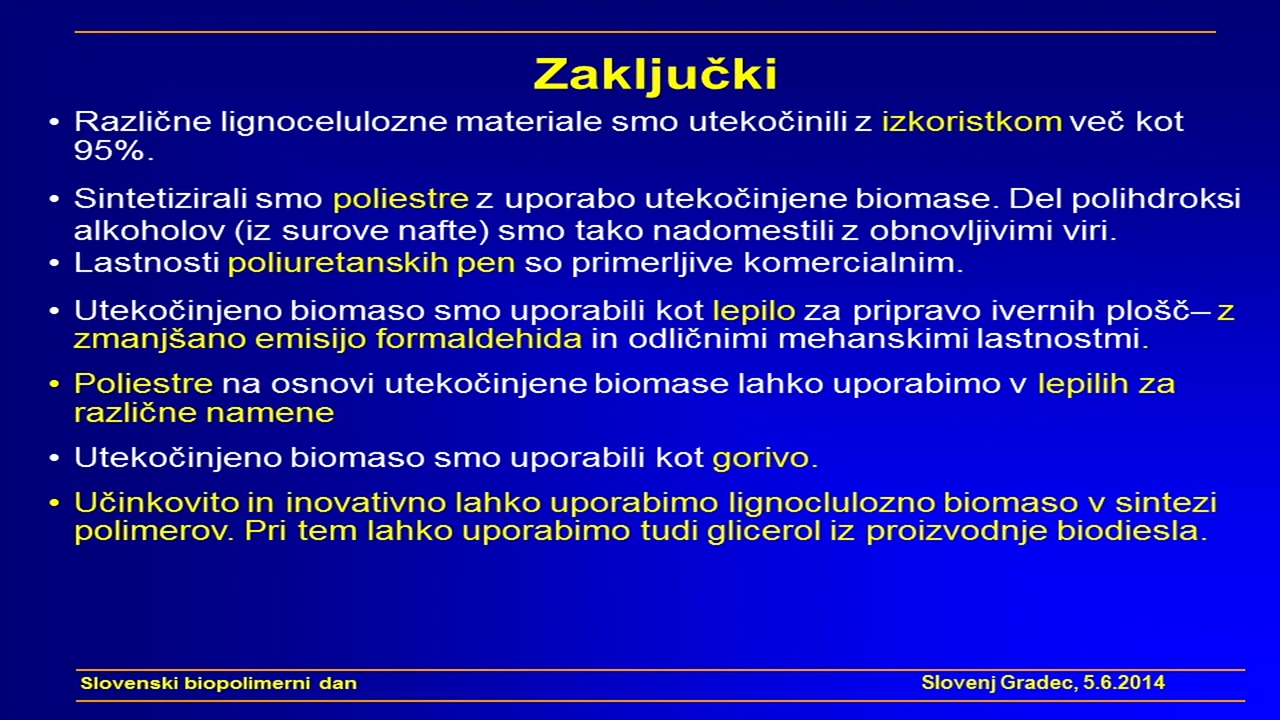 Zaključki
• Različne lignocelulozne materiale smo utekočinili z izkoristkom več kot
95%.
• Sintetizirali smo poliestre z uporabo utekočinjene biomase. Del polihdroksi
alkoholov (iz surove nafte) smo tako nadomestili z obnovljivimi viri.
• Lastnosti poliuretanskih pen so primerljive komercialnim.
• Utekočinjeno biomaso smo uporabili kot lepilo za pripravo ivernih plošč– z
zmanjšano emisijo formaldehida in odličnimi mehanskimi lastnostmi.
• Poliestre na osnovi utekočinjene biomase lahko uporabimo v lepilih za
različne namene
• Utekočinjeno biomaso smo uporabili kot gorivo.
• Učinkovito in inovativno lahko uporabimo lignoclulozno biomaso v sintezi
polimerov. Pri tem lahko uporabimo tudi glicerol iz proizvodnje biodiesla.
Slovenski biopolimerni dan
Slovenj Gradec, 5.6.2014